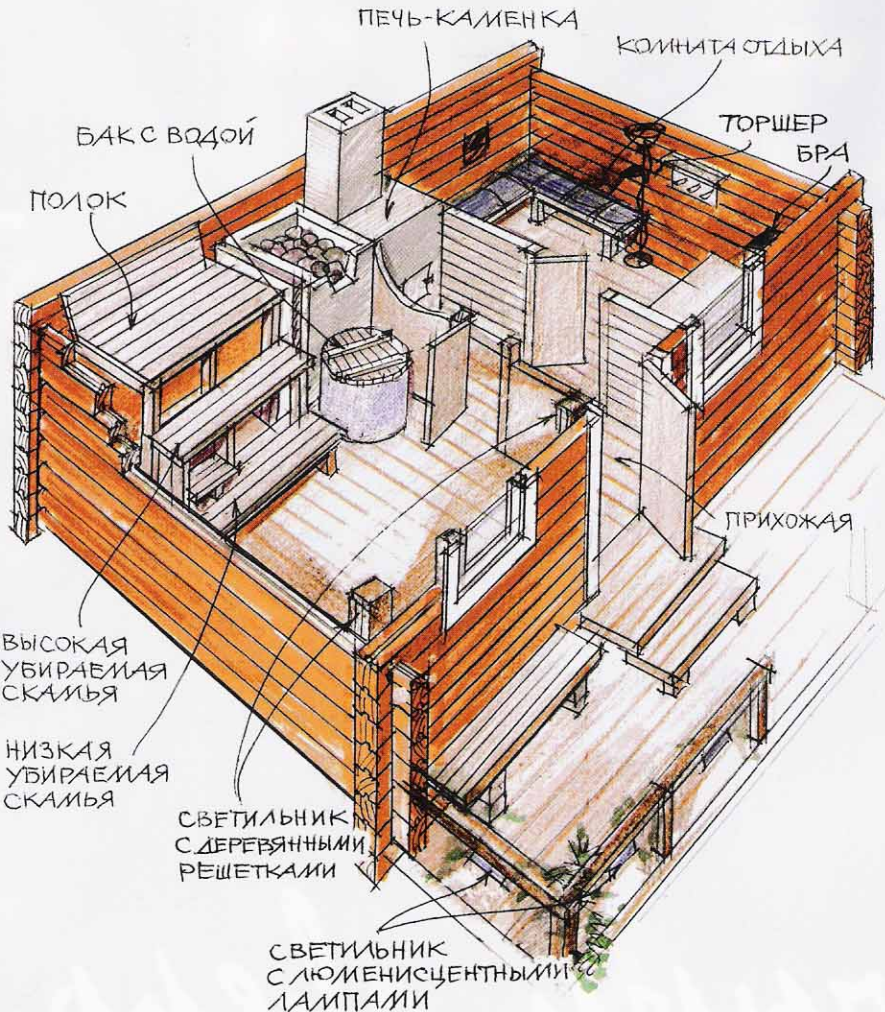 ПЕЧЬ-КАМЕНКА
КОМНАТА ОТДЫХА
ТОРШЕР
БРА
БАК С ВОДОЙ
ПОЛОК
ПРИХОЖАЯ
ВЫСОКАЯ
УБИРАЕМАЯ
СКАМЬЯ
НИЗКАЯ
УБИРАЕМАЯ
СКАМЬЯ
СВЕТИЛЬНИК
С ДЕРЕВЯННЫМИ
РЕШЕТКАМИ
СВЕТИЛЬНИК
С ЛЮМЕНИСЦЕНТНЫМИ
ЛАМПАМИ